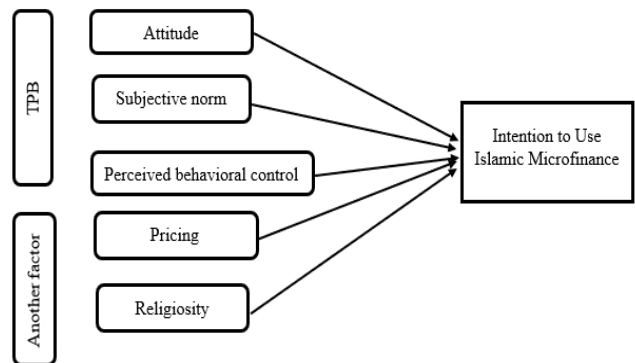 TPB
Attitude
Subjective norm
Perceived behavioral control
Another factor
Pricing
Religiosity
Intention to Use
Islamic Microfinance